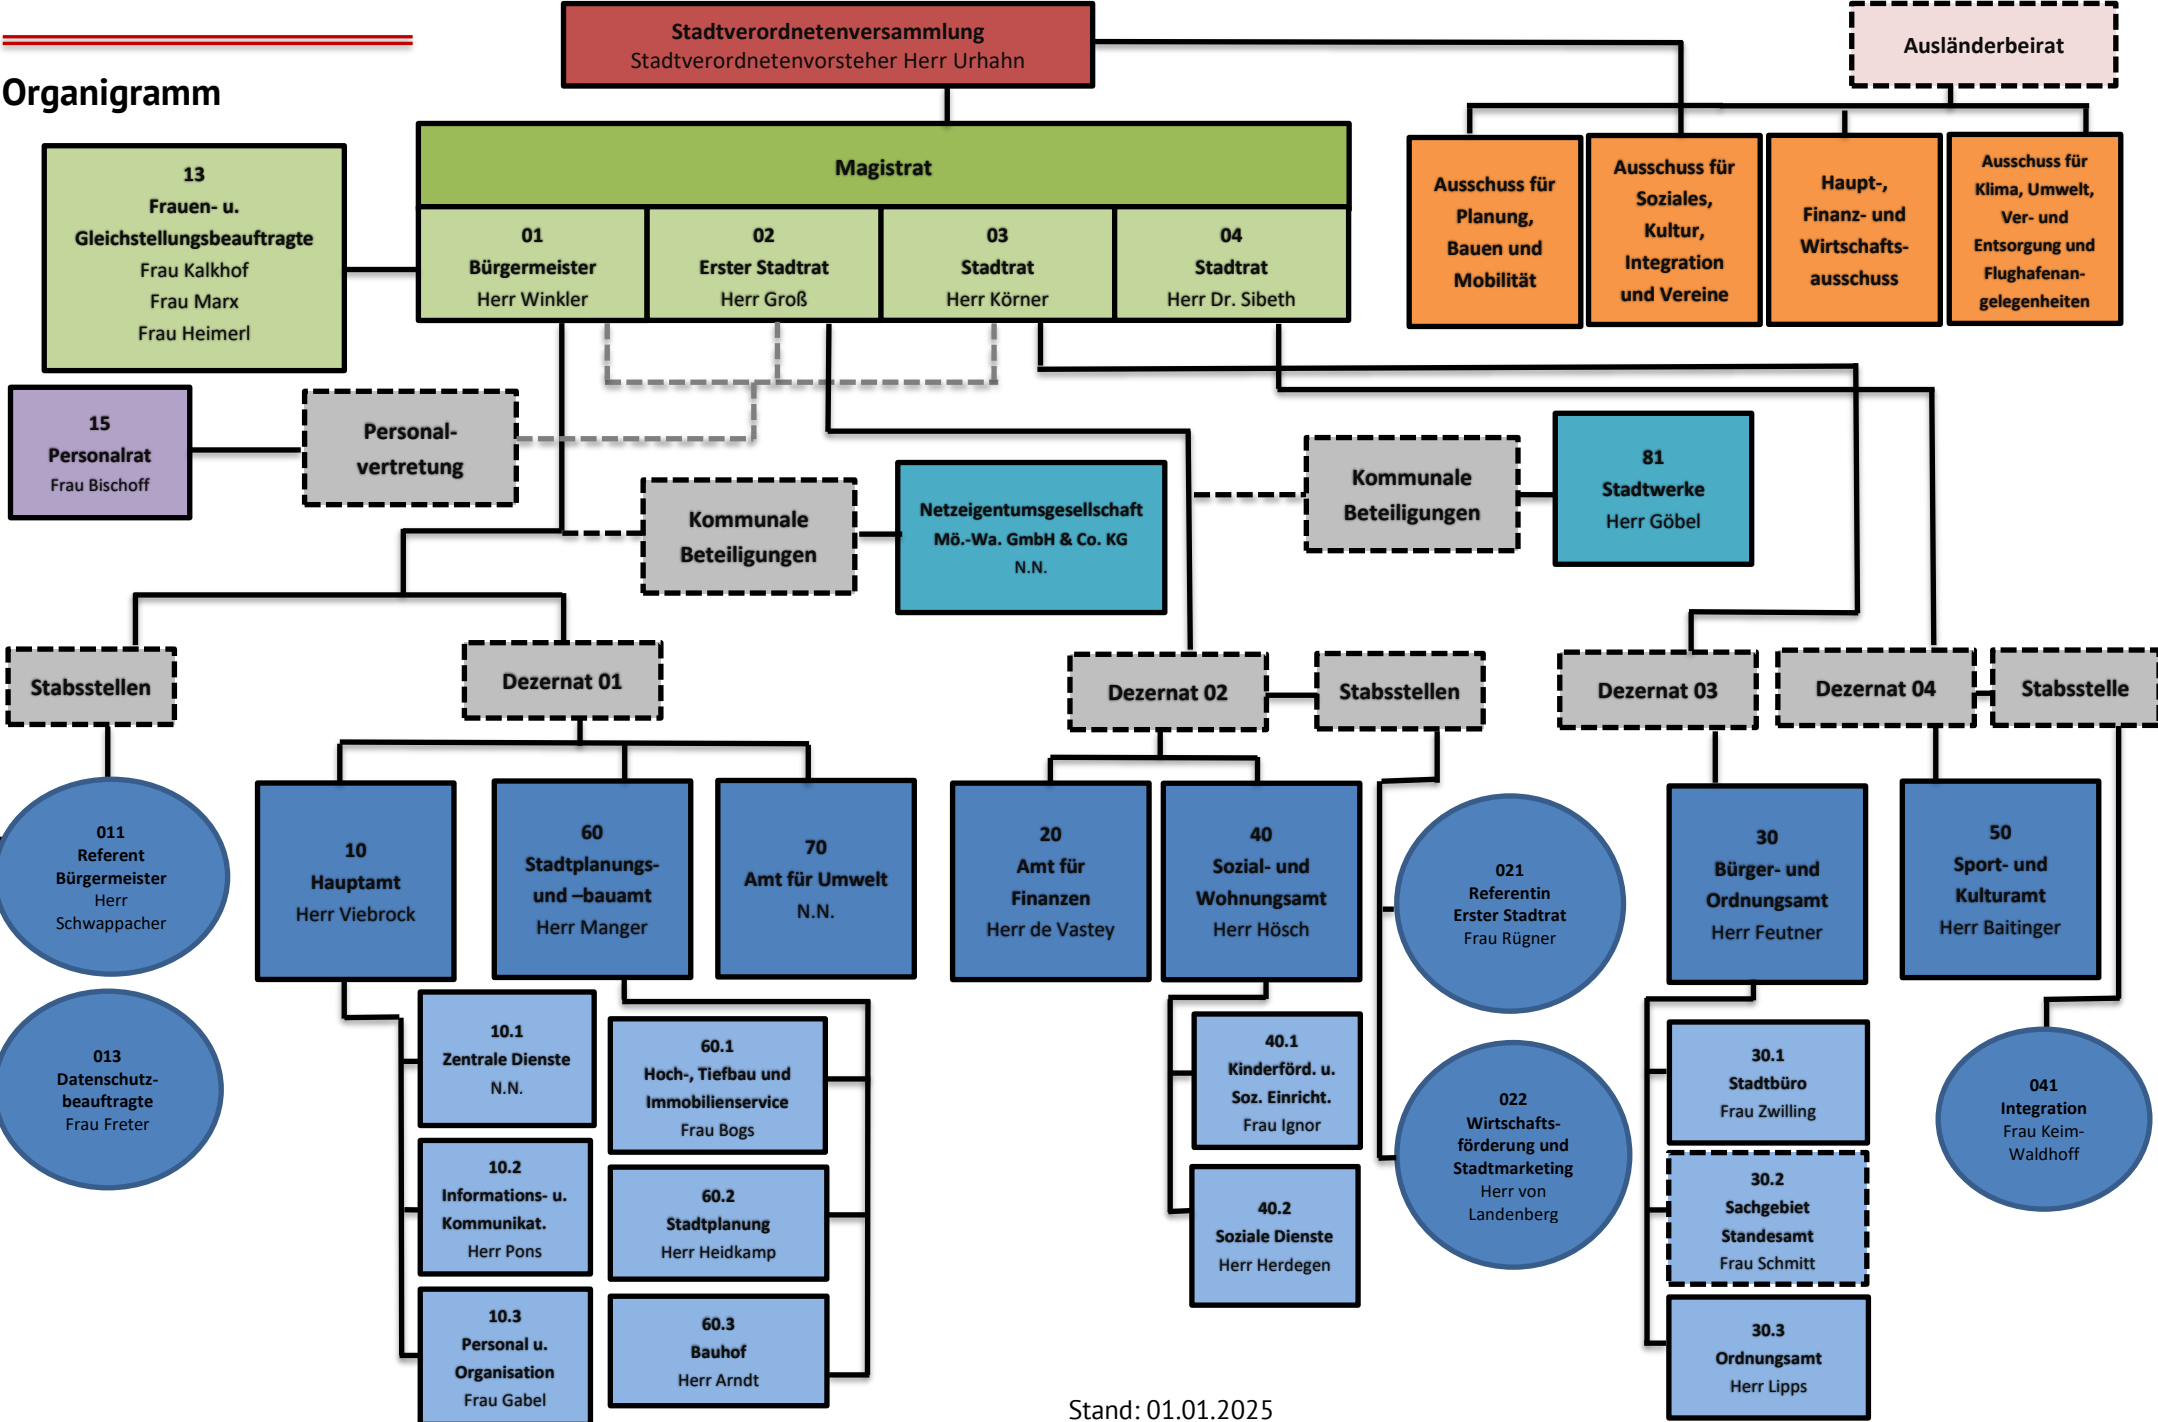 Organigramm
Stadtverordnetenversammlung
Stadtverordnetenvorsteher Herr Urhahn
Ausländerbeirat
13
Frauen- u.
Gleichstellungsbeauftragte
Frau Kalkhof
Frau Marx
Frau Heimerl
Magistrat
01
Bürgermeister
Herr Winkler
02
Erster Stadtrat
Herr Groß
03
Stadtrat
Herr Körner
04
Stadtrat
Herr Dr. Sibeth
Ausschuss für
Planung,
Bauen und
Mobilität
Ausschuss für
Soziales,
Kultur,
Integration
und Vereine
Haupt-,
Finanz- und
Wirtschafts-
ausschuss
Ausschuss für
Klima, Umwelt,
Ver- und
Entsorgung und
Flughafenan-
gelegenheiten
15
Personalrat
Frau Bischoff
Personal-
vertretung
Kommunale
Beteiligungen
Netzeigentumsgesellschaft
Mö.-Wa. GmbH & Co. KG
N.N.
Kommunale
Beteiligungen
81
Stadtwerke
Herr Göbel
Stabsstellen
Dezernat 01
Dezernat 02
Stabsstellen
Dezernat 03
Dezernat 04
Stabsstelle
011
Referent
Bürgermeister
Herr
Schwappacher
013
Datenschutz-
beauftragte
Frau Freter
10
Hauptamt
Herr Viebrock
60
Stadtplanungs-
und –bauamt
Herr Manger
70
Amt für Umwelt
N.N.
20
Amt für
Finanzen
Herr de Vastey
40
Sozial- und
Wohnungsamt
Herr Hösch
021
Referentin
Erster Stadtrat
Frau Rügner
022
Wirtschafts-
förderung und
Stadtmarketing
Herr von
Landenberg
30
Bürger- und
Ordnungsamt
Herr Feutner
50
Sport- und
Kulturamt
Herr Baitinger
041
Integration
Frau Keim-
Waldhoff
10.1
Zentrale Dienste
N.N.
10.2
Informations- u.
Kommunikat.
Herr Pons
10.3
Personal u.
Organisation
Frau Gabel
60.1
Hoch-, Tiefbau und
Immobilienservice
Frau Bogs
60.2
Stadtplanung
Herr Heidkamp
60.3
Bauhof
Herr Arndt
40.1
Kinderförd. u.
Soz. Einricht.
Frau Ignor
40.2
Soziale Dienste
Herr Herdegen
30.1
Stadtbüro
Frau Zwilling
30.2
Sachgebiet
Standesamt
Frau Schmitt
30.3
Ordnungsamt
Herr Lipps
Stand: 01.01.2025